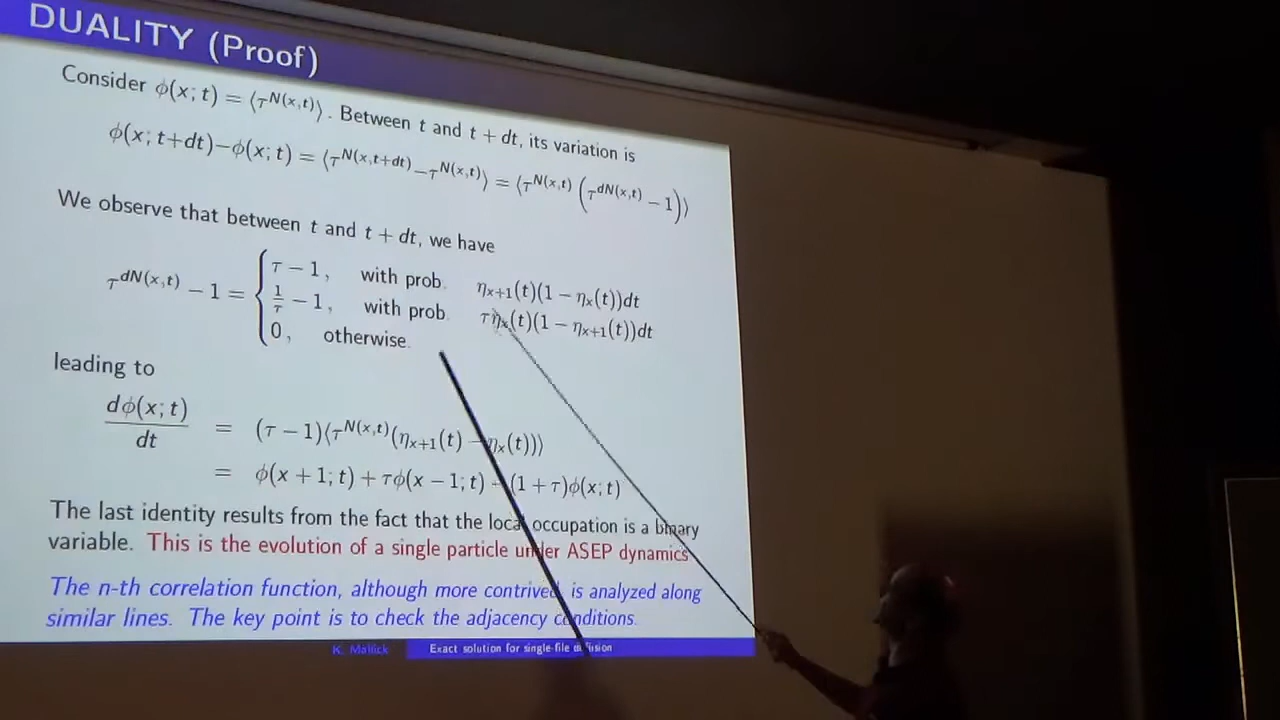 DUALITY (Proof)
Consider ϕ(x; t) = ⟨τ^{N(x,t)}⟩. Between t and t + dt, its variation is
ϕ(x; t+dt)−ϕ(x; t) = ⟨τ^{N(x,t+dt)}−τ^{N(x,t)}⟩ = ⟨τ^{N(x,t)} (τ^{dN(x,t)} − 1)⟩
We observe that between t and t + dt, we have
τ^{dN(x,t)} − 1 = { τ − 1, with prob. η_{x+1}(t)(1 − η_x(t))dt
1/τ − 1, with prob. τη_x(t)(1 − η_{x+1}(t))dt
0, otherwise.
leading to
dϕ(x; t)/dt = (τ − 1)⟨τ^{N(x,t)}(η_{x+1}(t) − η_x(t))⟩
= ϕ(x + 1; t) + τϕ(x − 1; t) − (1 + τ)ϕ(x; t)
The last identity results from the fact that the local occupation is a binary
variable. This is the evolution of a single particle under ASEP dynamics
The n-th correlation function, although more contrived, is analyzed along
similar lines. The key point is to check the adjacency conditions.
K. Mallick Exact solution for single-file diffusion